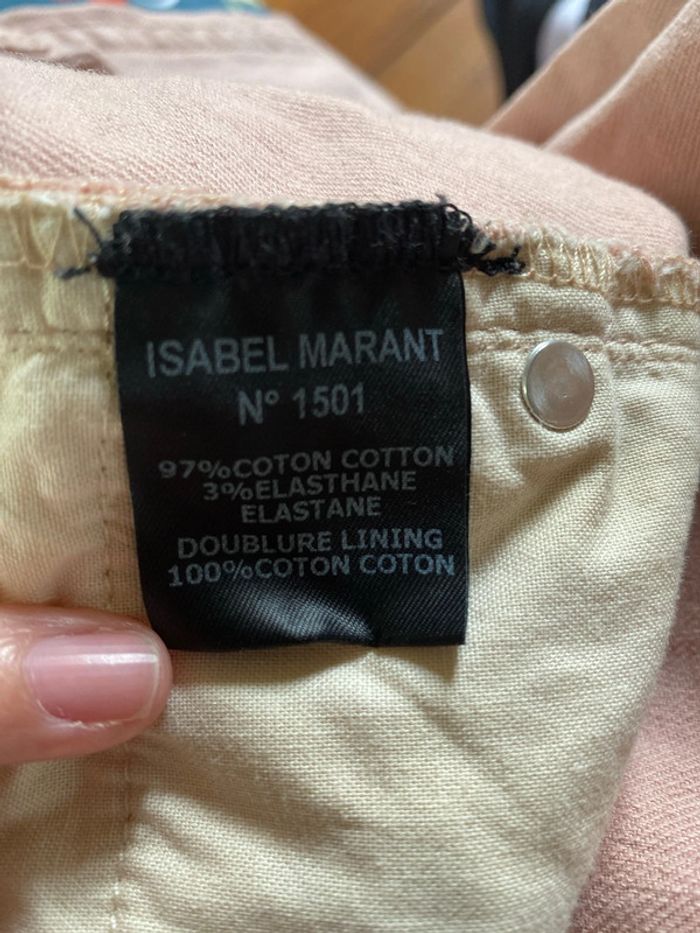 ISABEL MARANT
N° 1501
97%COTON COTTON
3%ELASTHANE
ELASTANE
DOUBLURE LINING
100%COTON COTON